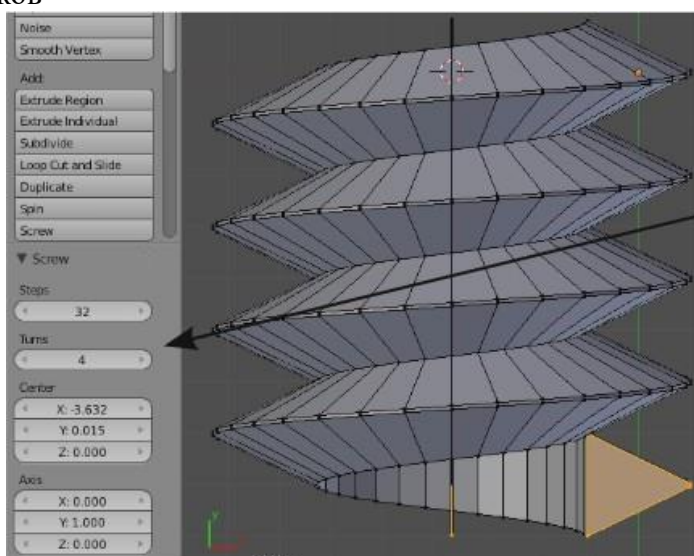 ков
Noise
Smooth Vertex
Add:
Extrude Region
Extrude Individual
Subdivide
Loop Cut and Slide
Duplicate
Spin
Screw
Screw
Steps
32
Turns
4
Center
X: -3.632
Y: 0.015
Z: 0.000
Axis
X: 0.000
Y: 1.000
Z: 0.000
Y